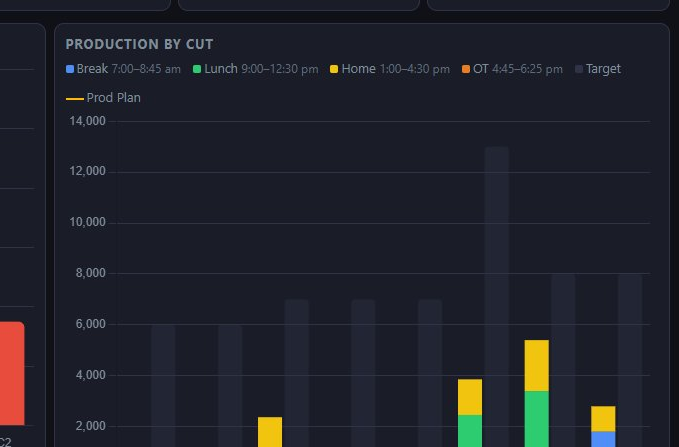 PRODUCTION BY CUT
Break 7:00–8:45 am Lunch 9:00–12:30 pm Home 1:00–4:30 pm OT 4:45–6:25 pm Target
Prod Plan
14,000
12,000
10,000
8,000
6,000
4,000
2,000
C2